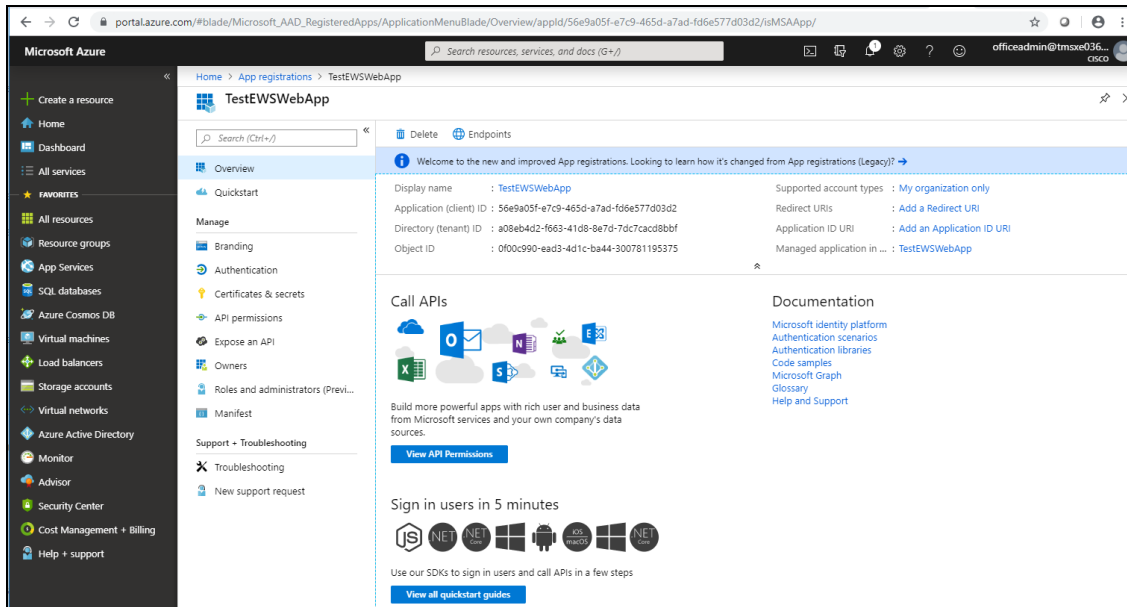 portal.azure.com/#blade/Microsoft_AAD_RegisteredApps/ApplicationMenuBlade/Overview/appId/56e9a05f-e7c9-465d-a7ad-fd6e577d03d2/isMSAApp/
Microsoft Azure
Search resources, services, and docs (G+/)
1
officeadmin@tmsxe036...
CISCO
Create a resource
Home
Dashboard
All services
FAVORITES
All resources
Resource groups
App Services
SQL databases
SQL
Azure Cosmos DB
Virtual machines
Load balancers
Storage accounts
Virtual networks
Azure Active Directory
Monitor
Advisor
Security Center
Cost Management + Billing
Help + support
Home > App registrations > TestEWSWebApp
TestEWSWebApp
Search (Ctrl+/)
Overview
Quickstart
Manage
Branding
Authentication
Certificates & secrets
API permissions
Expose an API
Owners
Roles and administrators (Previ...
Manifest
Support + Troubleshooting
Troubleshooting
New support request
Delete
Endpoints
Welcome to the new and improved App registrations. Looking to learn how it's changed from App registrations (Legacy)?
Display name : TestEWSWebApp
Application (client) ID : 56e9a05f-e7c9-465d-a7ad-fd6e577d03d2
Directory (tenant) ID : a08eb4d2-f663-41d8-8e7d-7dc7cacd8bbf
Object ID : 0f00c990-ead3-4d1c-ba44-300781195375
Supported account types : My organization only
Redirect URIs : Add a Redirect URI
Application ID URI : Add an Application ID URI
Managed application in ... : TestEWSWebApp
Call APIs
Build more powerful apps with rich user and business data
from Microsoft services and your own company's data
sources.
View API Permissions
Documentation
Microsoft identity platform
Authentication scenarios
Authentication libraries
Code samples
Microsoft Graph
Glossary
Help and Support
Sign in users in 5 minutes
JS
.NET
.NET Core
iOS macOS
.NET Core
Use our SDKs to sign in users and call APIs in a few steps
View all quickstart guides